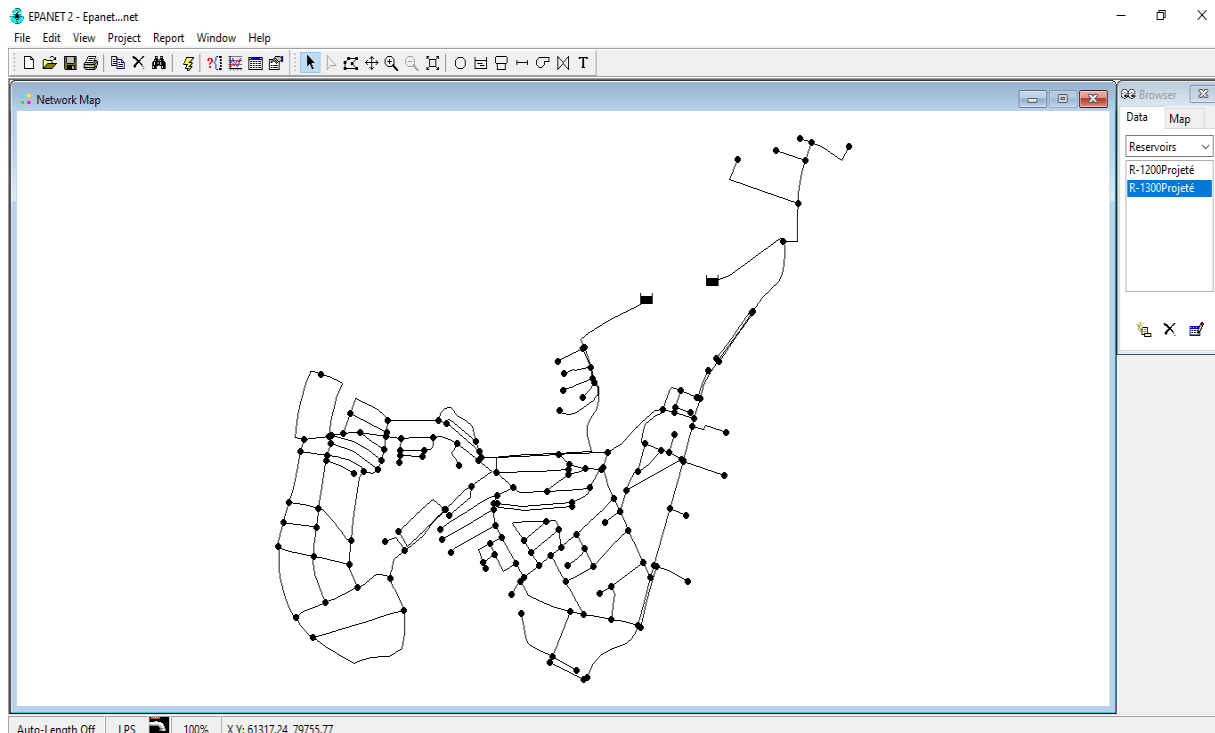 EPANET 2 - Epanet...net
File Edit View Project Report Window Help
T
Network Map
Browser
Data Map
Reservoirs
R-1200Projeté
R-1300Projeté
Auto-Length Off LPS 100% X,Y: 61317.24, 79755.77